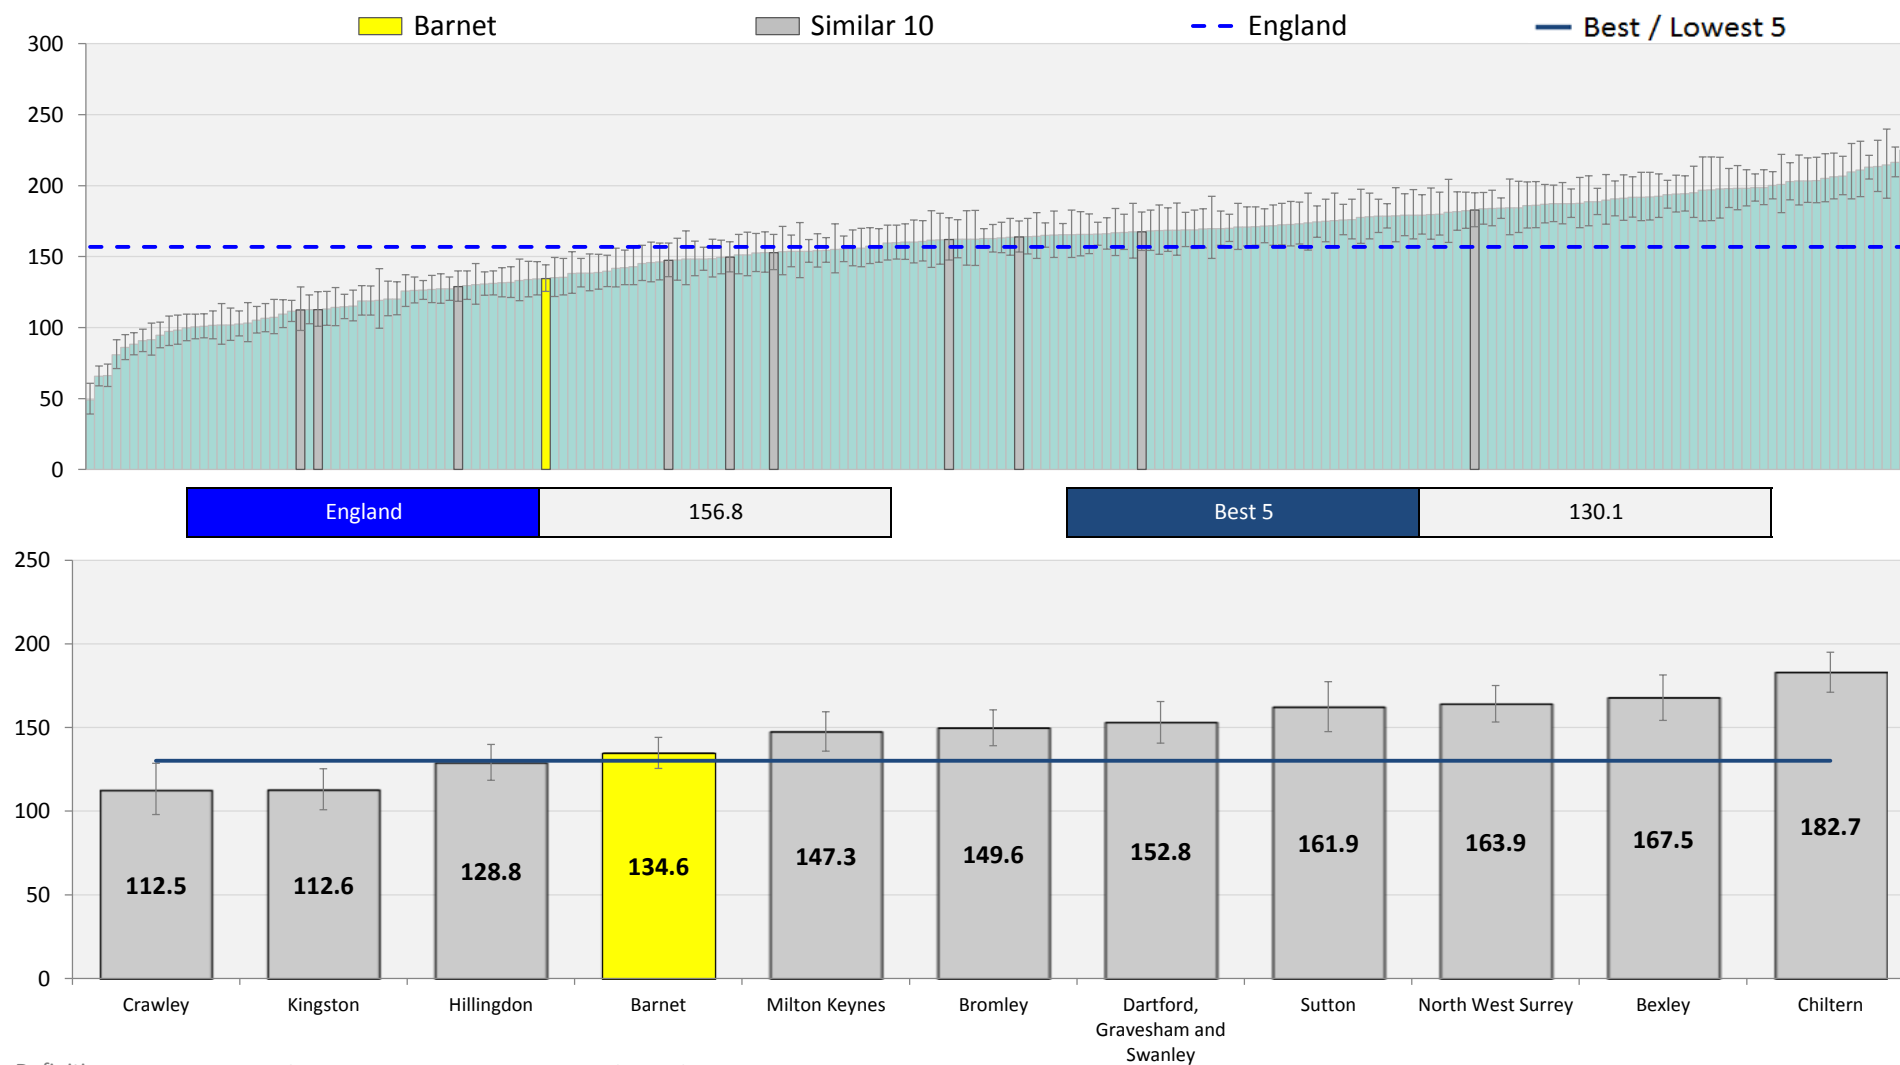 Barnet Similar 10 England Best / Lowest 5
300
250
200
150
100
50
0
England 156.8 Best 5 130.1
250
200
150
100
50
0
112.5 112.6 128.8 134.6 147.3 149.6 152.8 161.9 163.9 167.5 182.7
Crawley Kingston Hillingdon Barnet Milton Keynes Bromley Dartford, Sutton North West Surrey Bexley Chiltern
Gravesham and
Swanley